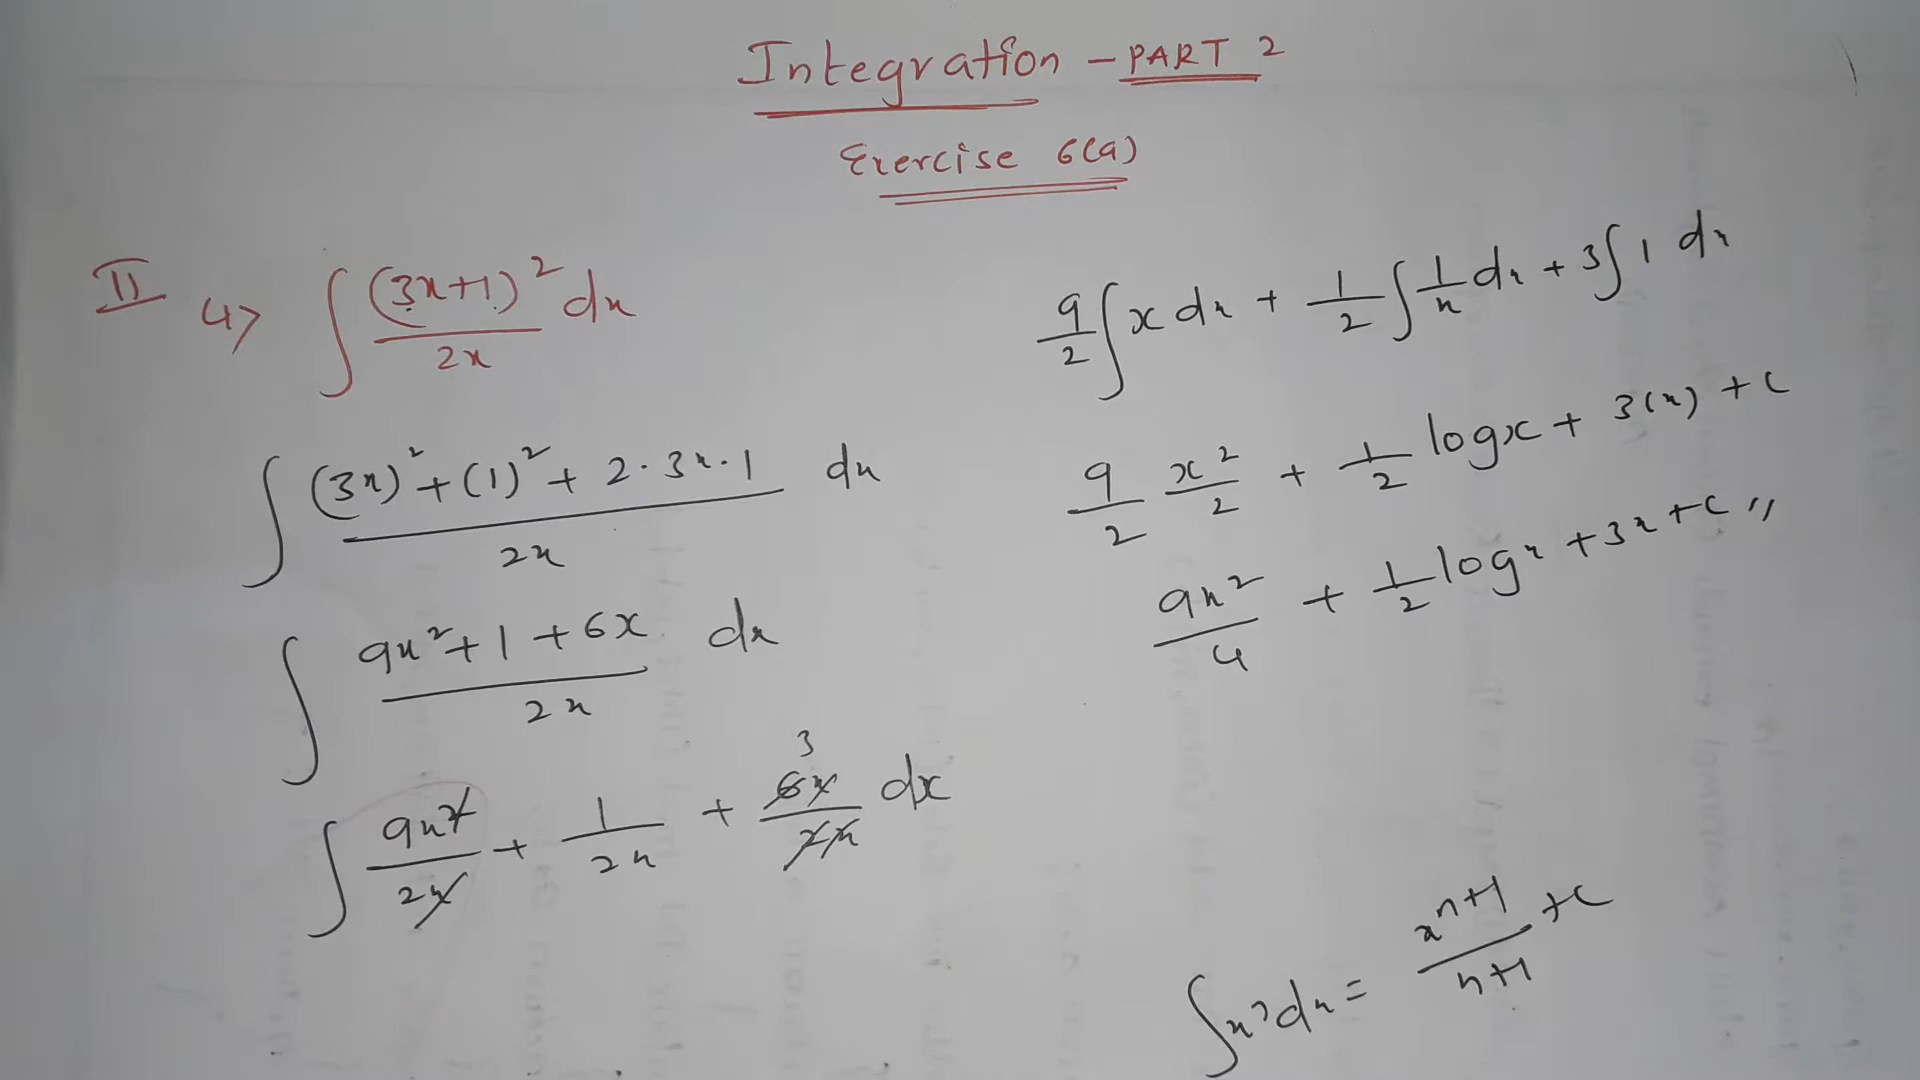 Integration - PART 2
Exercise 6(a)
II 4> ∫ (3x+1)² / 2x dx
∫ (3x)² + (1)² + 2·3x·1 / 2x dx
∫ 9x² + 1 + 6x / 2x dx
∫ 9x² / 2x + 1 / 2x + 6x / 2x dx
3
9/2 ∫ x dx + 1/2 ∫ 1/x dx + 3 ∫ 1 dx
9/2 x²/2 + 1/2 log x + 3(x) + c
9x²/4 + 1/2 log x + 3x + c //
∫ xⁿ dx = xⁿ⁺¹ / n+1 + c